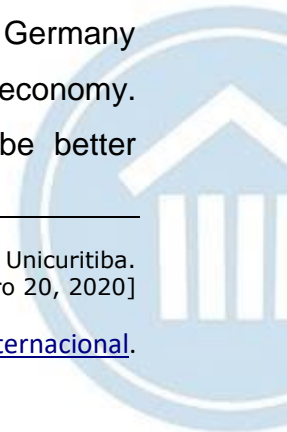 Germany
economy.
be better
Unicuritiba.
ro 20, 2020]
ternacional.